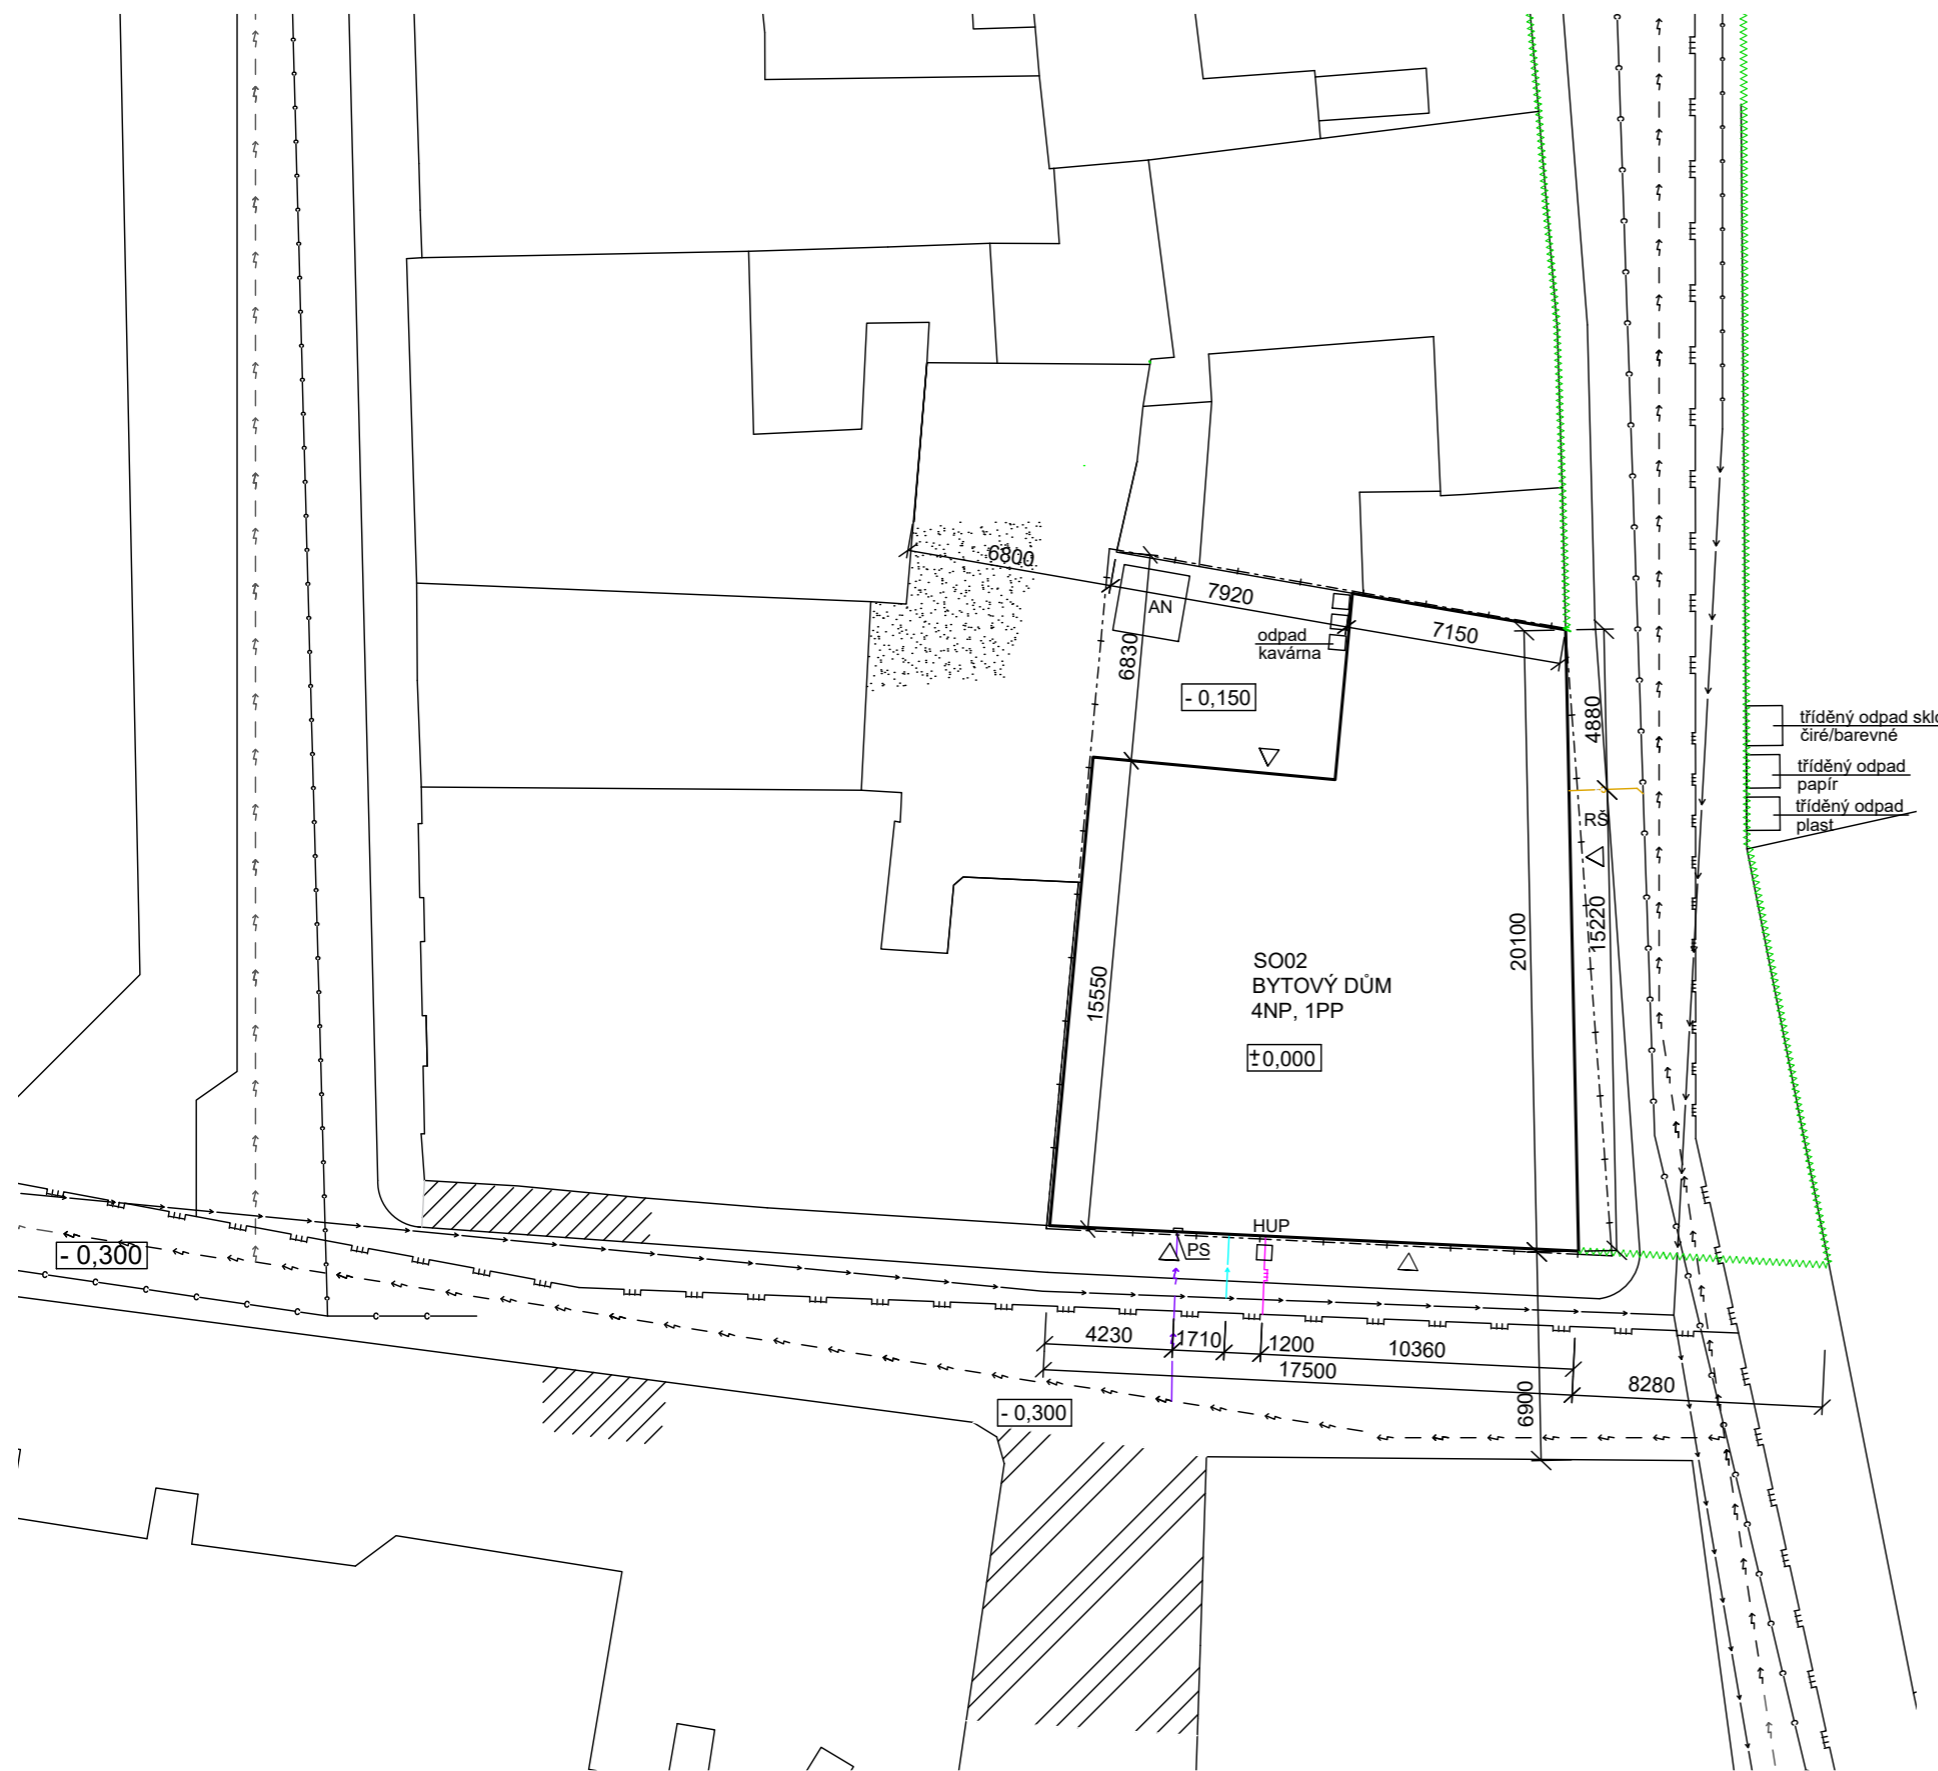 6800
7920
AN
odpad
kavárna
7150
6830
- 0,150
4880
tříděný odpad
čiré/barevné
tříděný odpad
papír
tříděný odpad
plast
RŠ
15220
20100
15550
SO02
BYTOVÝ DŮM
4NP, 1PP
±0,000
HUP
PS
- 0,300
4230
1710
1200
10360
17500
8280
6900
- 0,300